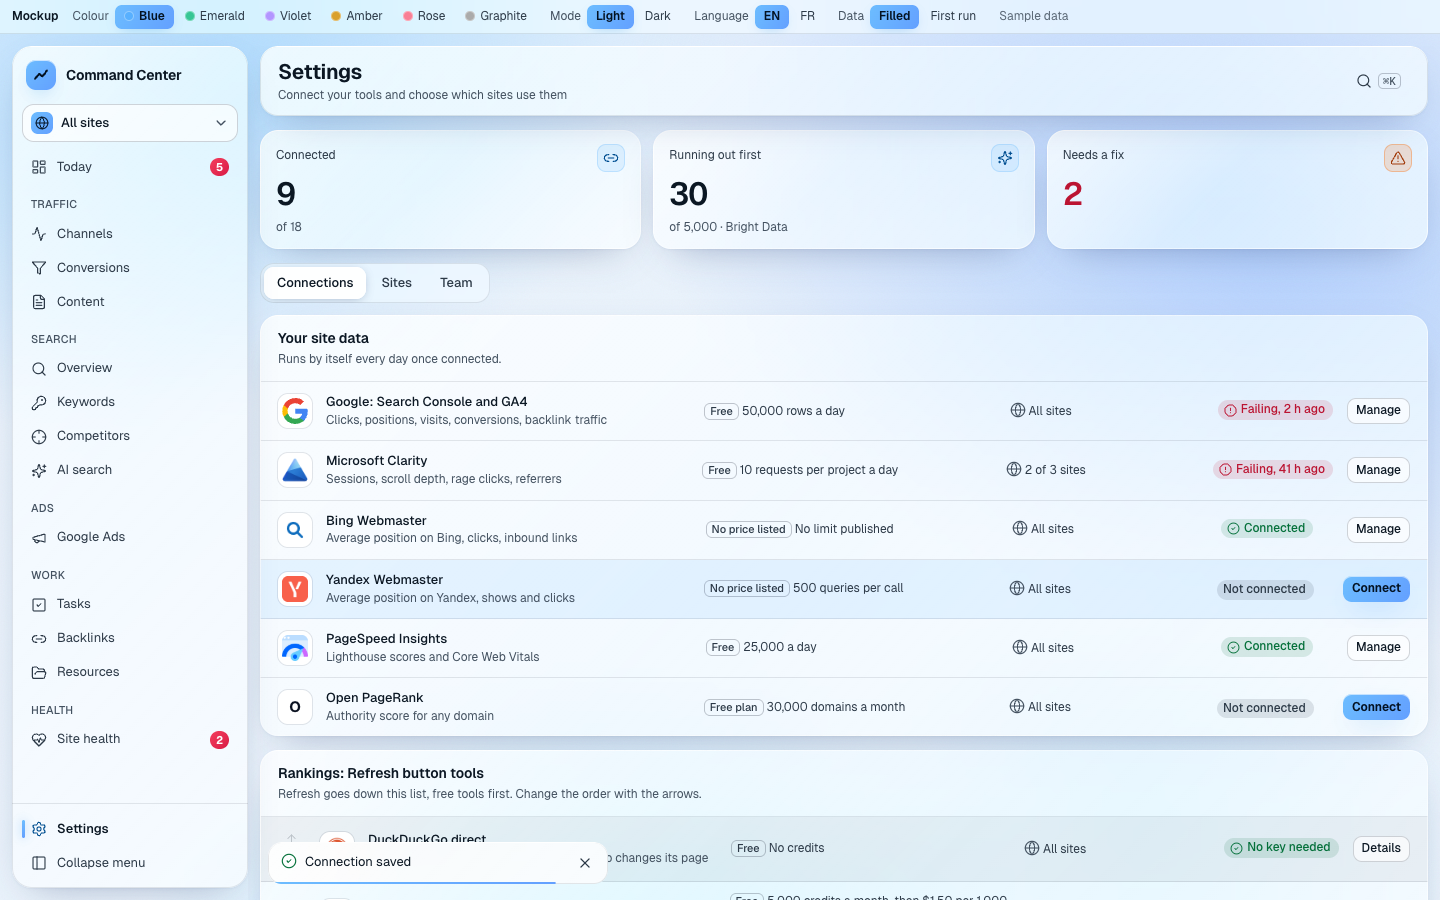 Mockup Colour Blue Emerald Violet Amber Rose Graphite Mode Light Dark Language EN FR Data Filled First run Sample data
Command Center
All sites
Today 5
TRAFFIC
Channels
Conversions
Content
SEARCH
Overview
Keywords
Competitors
AI search
ADS
Google Ads
WORK
Tasks
Backlinks
Resources
HEALTH
Site health 2
Settings
Collapse menu
Settings
Connect your tools and choose which sites use them
⌘K
Connected
9
of 18
Running out first
30
of 5,000 · Bright Data
Needs a fix
2
Connections Sites Team
Your site data
Runs by itself every day once connected.
Google: Search Console and GA4
Clicks, positions, visits, conversions, backlink traffic
Free 50,000 rows a day
All sites
Failing, 2 h ago
Manage
Microsoft Clarity
Sessions, scroll depth, rage clicks, referrers
Free 10 requests per project a day
2 of 3 sites
Failing, 41 h ago
Manage
Bing Webmaster
Average position on Bing, clicks, inbound links
No price listed No limit published
All sites
Connected
Manage
Yandex Webmaster
Average position on Yandex, shows and clicks
No price listed 500 queries per call
All sites
Not connected
Connect
PageSpeed Insights
Lighthouse scores and Core Web Vitals
Free 25,000 a day
All sites
Connected
Manage
O
Open PageRank
Authority score for any domain
Free plan 30,000 domains a month
All sites
Not connected
Connect
Rankings: Refresh button tools
Refresh goes down this list, free tools first. Change the order with the arrows.
DuckDuckGo direct
changes its page
Free No credits
All sites
No key needed
Details
Connection saved
Free 5,000 credits a month, then $1.50 per 1,000